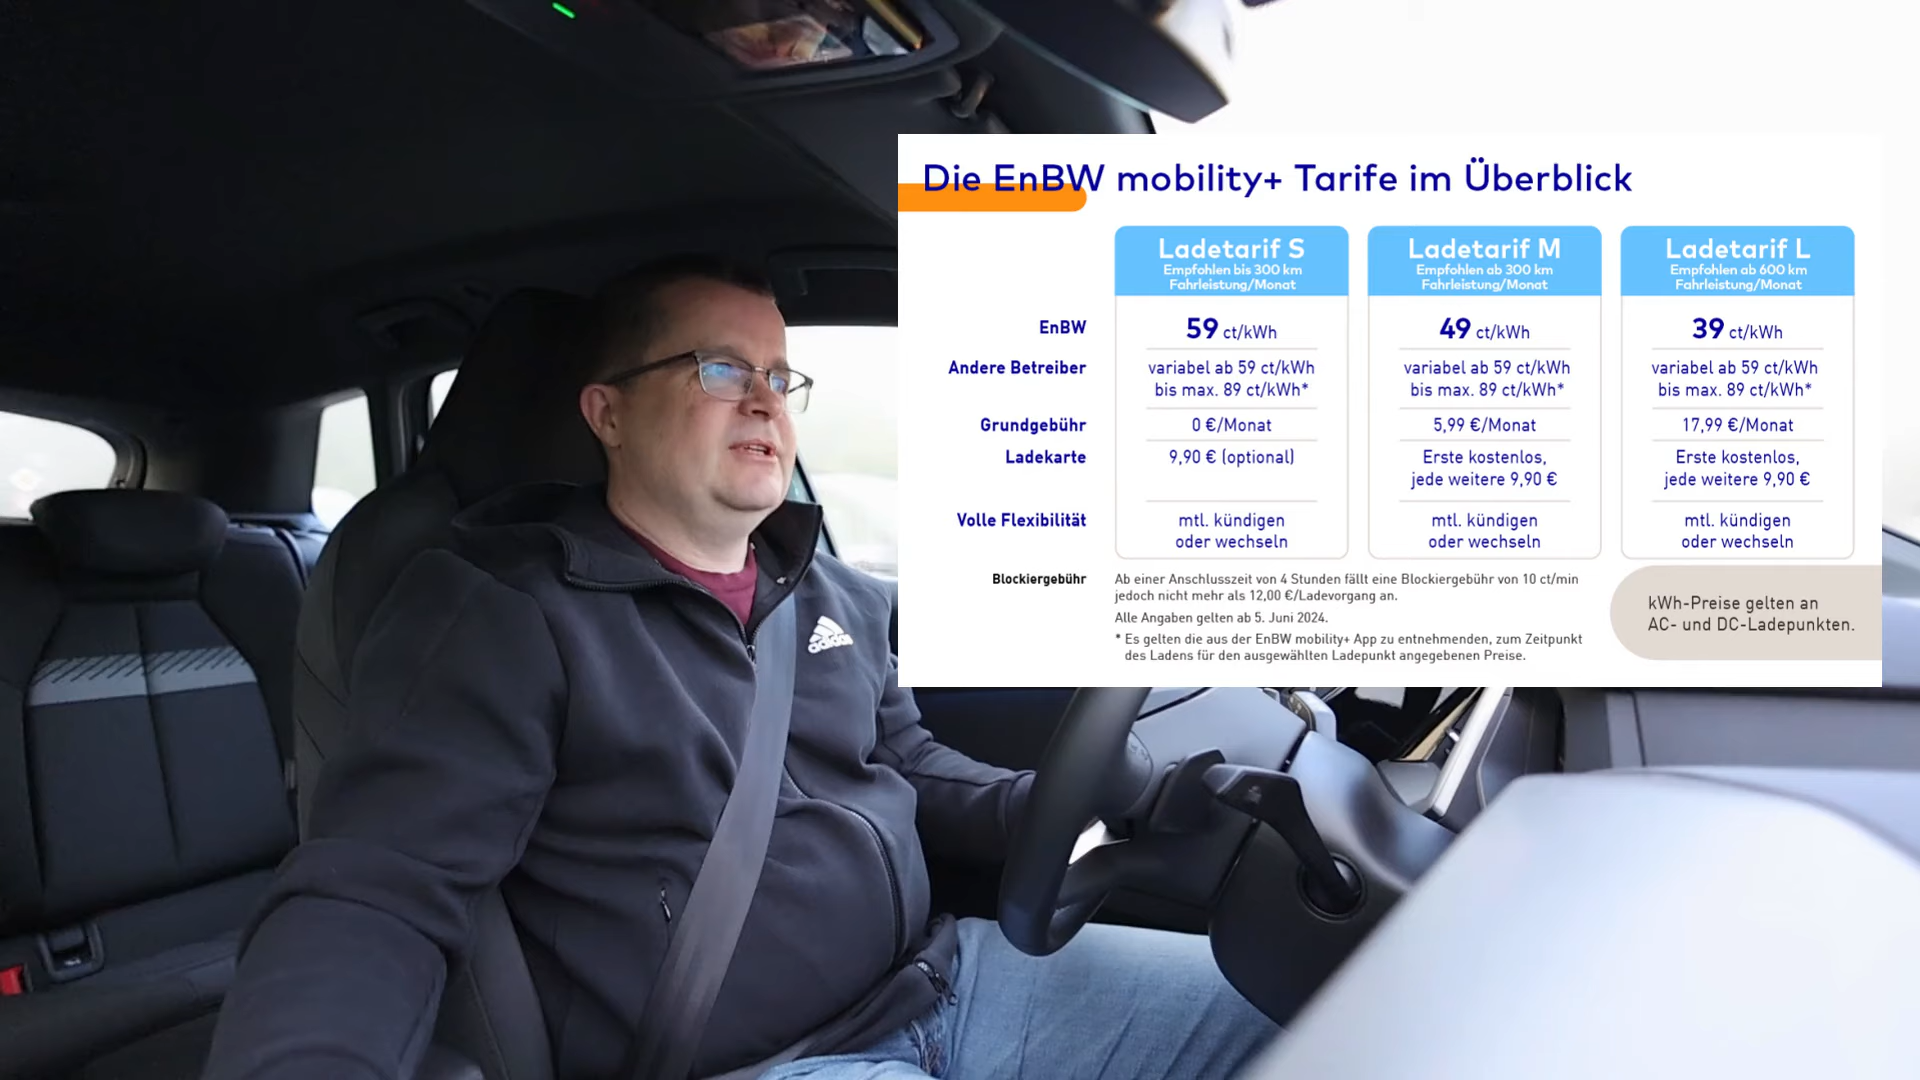 Die EnBW mobility+ Tarife im Überblick
Ladetarif S
Empfohlen bis 300 km
Fahrleistung/Monat
Ladetarif M
Empfohlen ab 300 km
Fahrleistung/Monat
Ladetarif L
Empfohlen ab 600 km
Fahrleistung/Monat
EnBW
59 ct/kWh
49 ct/kWh
39 ct/kWh
Andere Betreiber
variabel ab 59 ct/kWh
bis max. 89 ct/kWh*
variabel ab 59 ct/kWh
bis max. 89 ct/kWh*
variabel ab 59 ct/kWh
bis max. 89 ct/kWh*
Grundgebühr
0 €/Monat
5,99 €/Monat
17,99 €/Monat
Ladekarte
9,90 € (optional)
Erste kostenlos,
jede weitere 9,90 €
Erste kostenlos,
jede weitere 9,90 €
Volle Flexibilität
mtl. kündigen
oder wechseln
mtl. kündigen
oder wechseln
mtl. kündigen
oder wechseln
Blockiergebühr
Ab einer Anschlusszeit von 4 Stunden fällt eine Blockiergebühr von 10 ct/min
jedoch nicht mehr als 12,00 €/Ladevorgang an.
Alle Angaben gelten ab 5. Juni 2024.
* Es gelten die aus der EnBW mobility+ App zu entnehmenden, zum Zeitpunkt
des Ladens für den ausgewählten Ladepunkt angegebenen Preise.
kWh-Preise gelten an
AC- und DC-Ladepunkten.
adidas